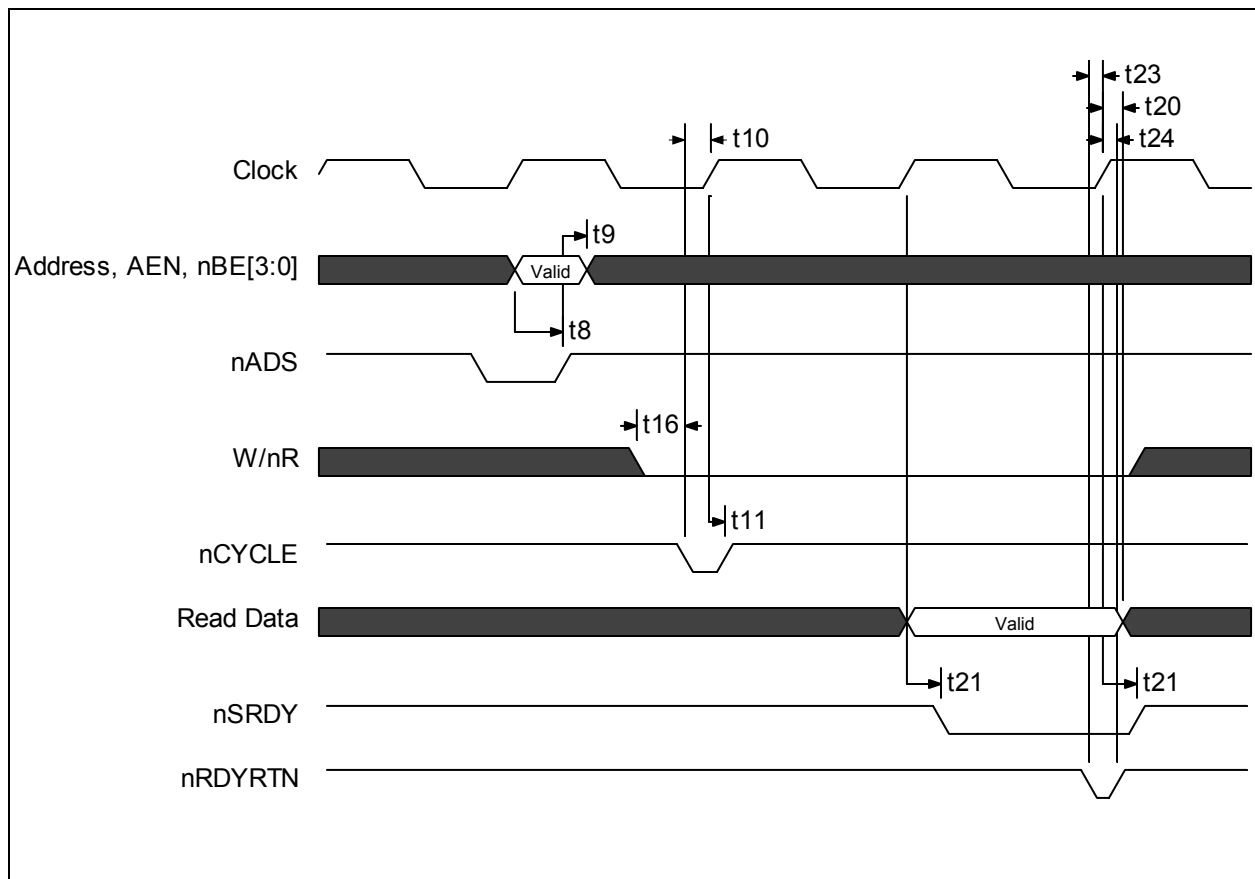 t23
t20
t10
t24
Clock
t9
Address, AEN, nBE[3:0]
Valid
t8
nADS
t16
W/nR
t11
nCYCLE
Read Data
Valid
t21
t21
nSRDY
nRDYRTN